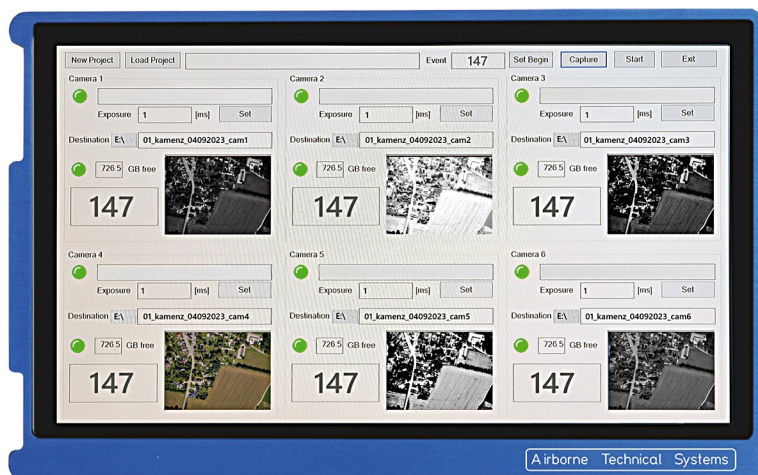 New Project Load Project Event 147 Set Begin Capture Start Exit
Camera 1
Exposure 1 [ms] Set
Destination E:\ 01_kamenz_04092023_cam1
726.5 GB free
147
Camera 2
Exposure 1 [ms] Set
Destination E:\ 01_kamenz_04092023_cam2
726.5 GB free
147
Camera 3
Exposure 1 [ms] Set
Destination E:\ 01_kamenz_04092023_cam3
726.5 GB free
147
Camera 4
Exposure 1 [ms] Set
Destination E:\ 01_kamenz_04092023_cam4
726.5 GB free
147
Camera 5
Exposure 1 [ms] Set
Destination E:\ 01_kamenz_04092023_cam5
726.5 GB free
147
Camera 6
Exposure 1 [ms] Set
Destination E:\ 01_kamenz_04092023_cam6
726.5 GB free
147
Airborne Technical Systems